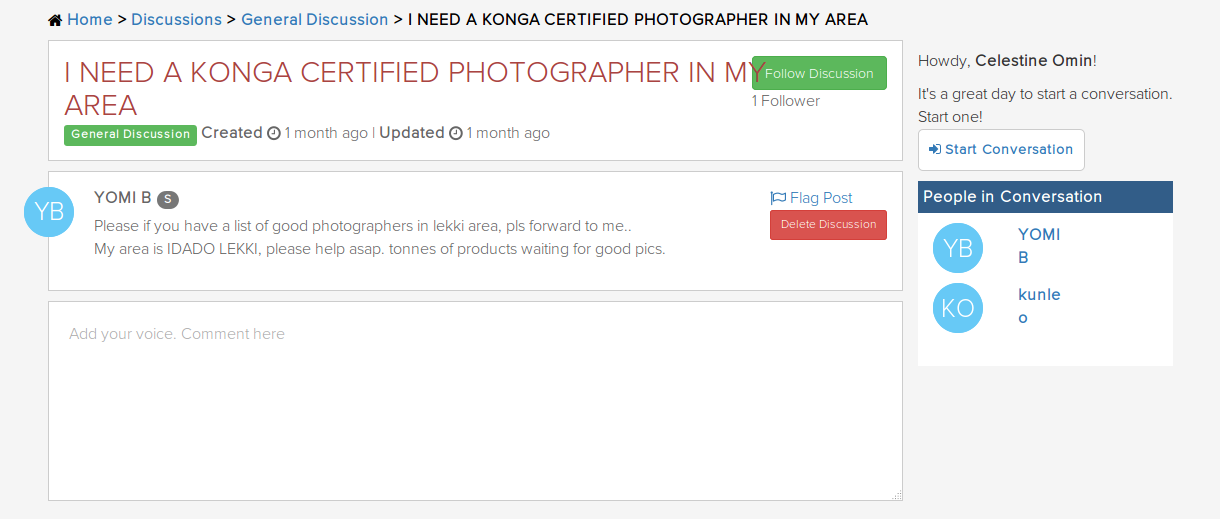 Home > Discussions > General Discussion > I NEED A KONGA CERTIFIED PHOTOGRAPHER IN MY AREA
I NEED A KONGA CERTIFIED PHOTOGRAPHER IN MY
AREA
Follow Discussion
1 Follower
General Discussion Created 1 month ago | Updated 1 month ago
YB
YOMI B S
Please if you have a list of good photographers in lekki area, pls forward to me..
My area is IDADO LEKKI, please help asap. tonnes of products waiting for good pics.
Flag Post
Delete Discussion
Add your voice. Comment here
Howdy, Celestine Omin!
It's a great day to start a conversation.
Start one!
Start Conversation
People in Conversation
YB
YOMI
B
KO
kunle
o